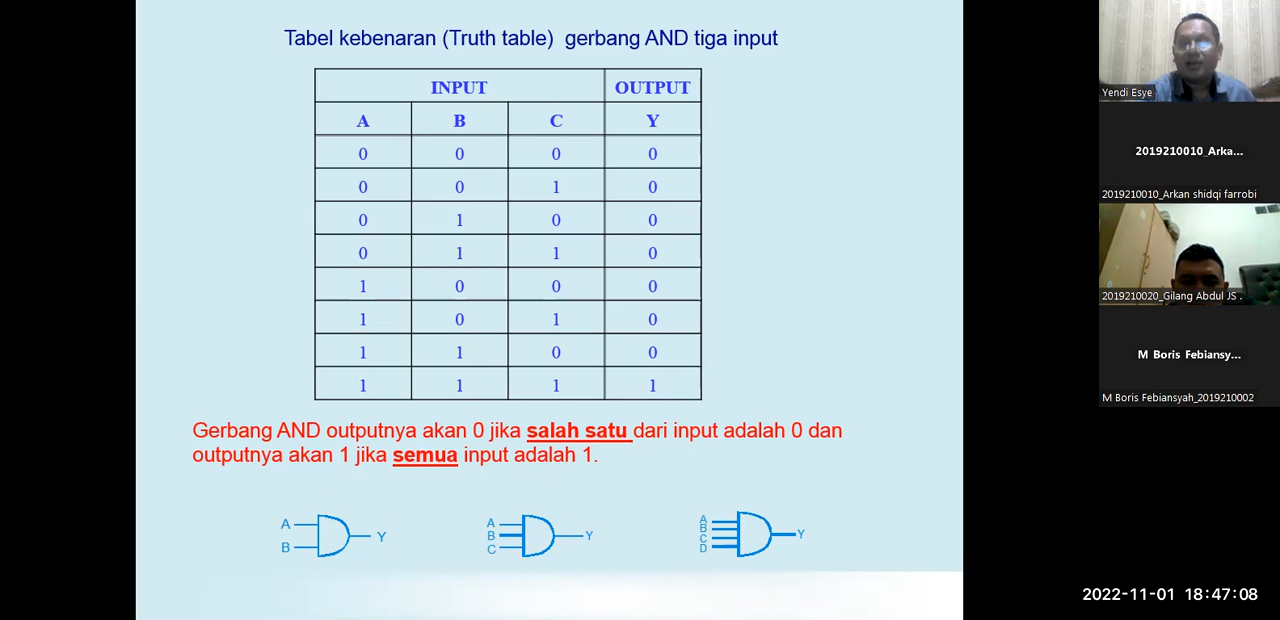 Tabel kebenaran (Truth table)  gerbang AND tiga input
INPUT OUTPUT
A B C Y
0 0 0 0
0 0 1 0
0 1 0 0
0 1 1 0
1 0 0 0
1 0 1 0
1 1 0 0
1 1 1 1
Gerbang AND outputnya akan 0 jika salah satu dari input adalah 0 dan
outputnya akan 1 jika semua input adalah 1.
A
B
Y
A
B
C
Y
A
B
C
D
Y
Yendi Esye
2019210010_Arka...
2019210010_Arkan shidqi farrobi
2019210020_Gilang Abdul JS .
M Boris Febiansy...
M Boris Febiansyah_2019210002
2022-11-01 18:47:08